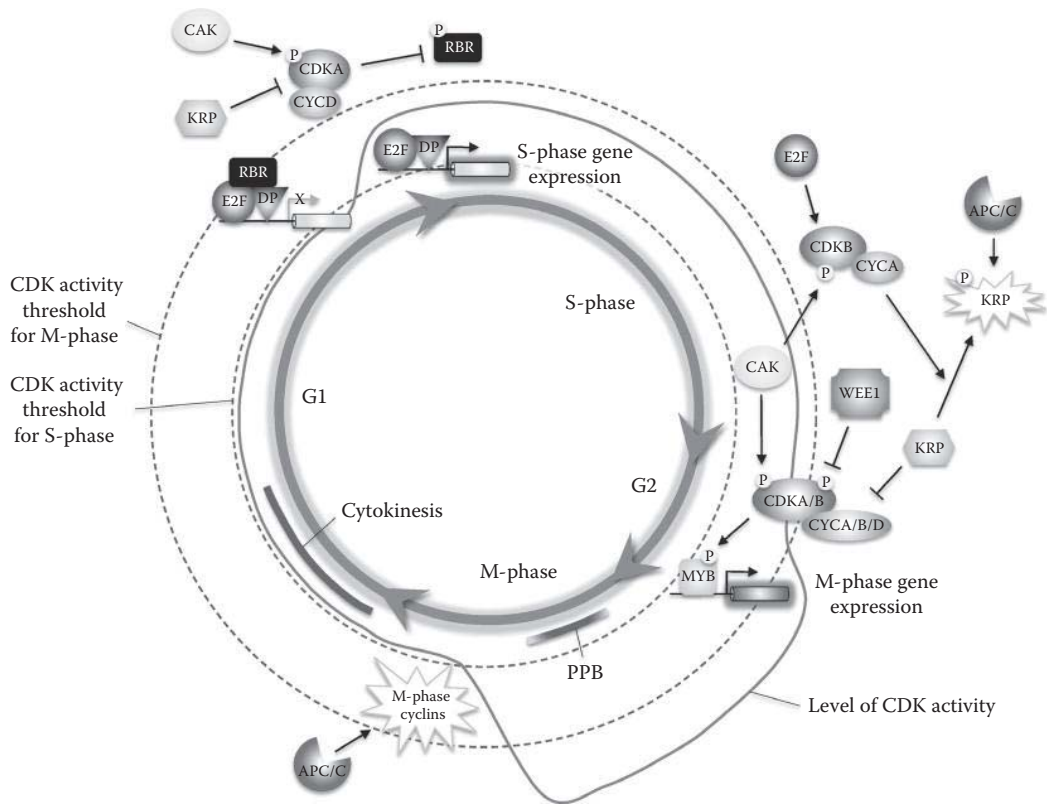 CAK
P
CDKA
CYCD
KRP
P
RBR
E2F
DP
S-phase gene
expression
RBR
E2F
DP
X
E2F
CDKB
P
CYCA
APC/C
P
KRP
CDK activity
threshold
for M-phase
CDK activity
threshold
for S-phase
S-phase
G1
CAK
WEE1
KRP
G2
P
P
CDKA/B
CYCA/B/D
Cytokinesis
M-phase
P
MYB
M-phase gene
expression
PPB
M-phase
cyclins
Level of CDK activity
APC/C